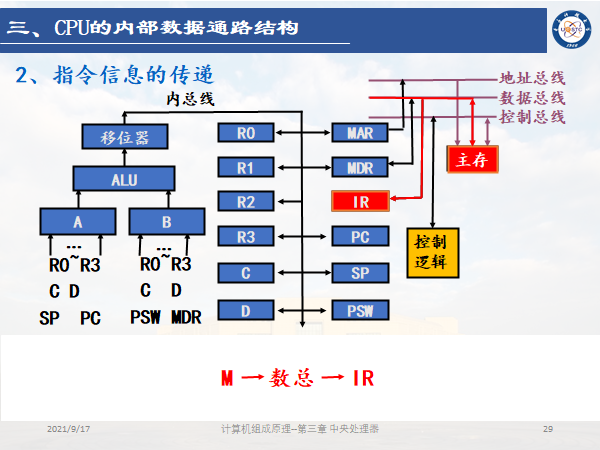 三、CPU的内部数据通路结构
2、指令信息的传递
内总线
地址总线
数据总线
控制总线
移位器
R0
MAR
主存
ALU
R1
MDR
R2
IR
A
B
R3
PC
控制
逻辑
… …
R0~R3 R0~R3
C D C D
SP PC PSW MDR
C
SP
D
PSW
M→数总→IR
2021/9/17
计算机组成原理--第三章 中央处理器
29